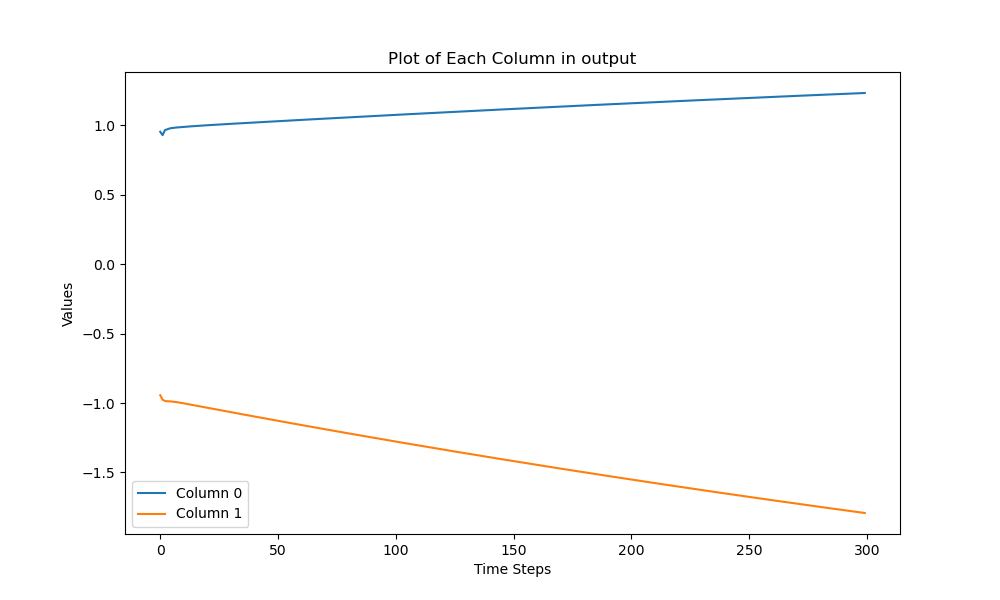 Plot of Each Column in output
Values
1.0
0.5
0.0
−0.5
−1.0
−1.5
Column 0
Column 1
0 50 100 150 200 250 300
Time Steps